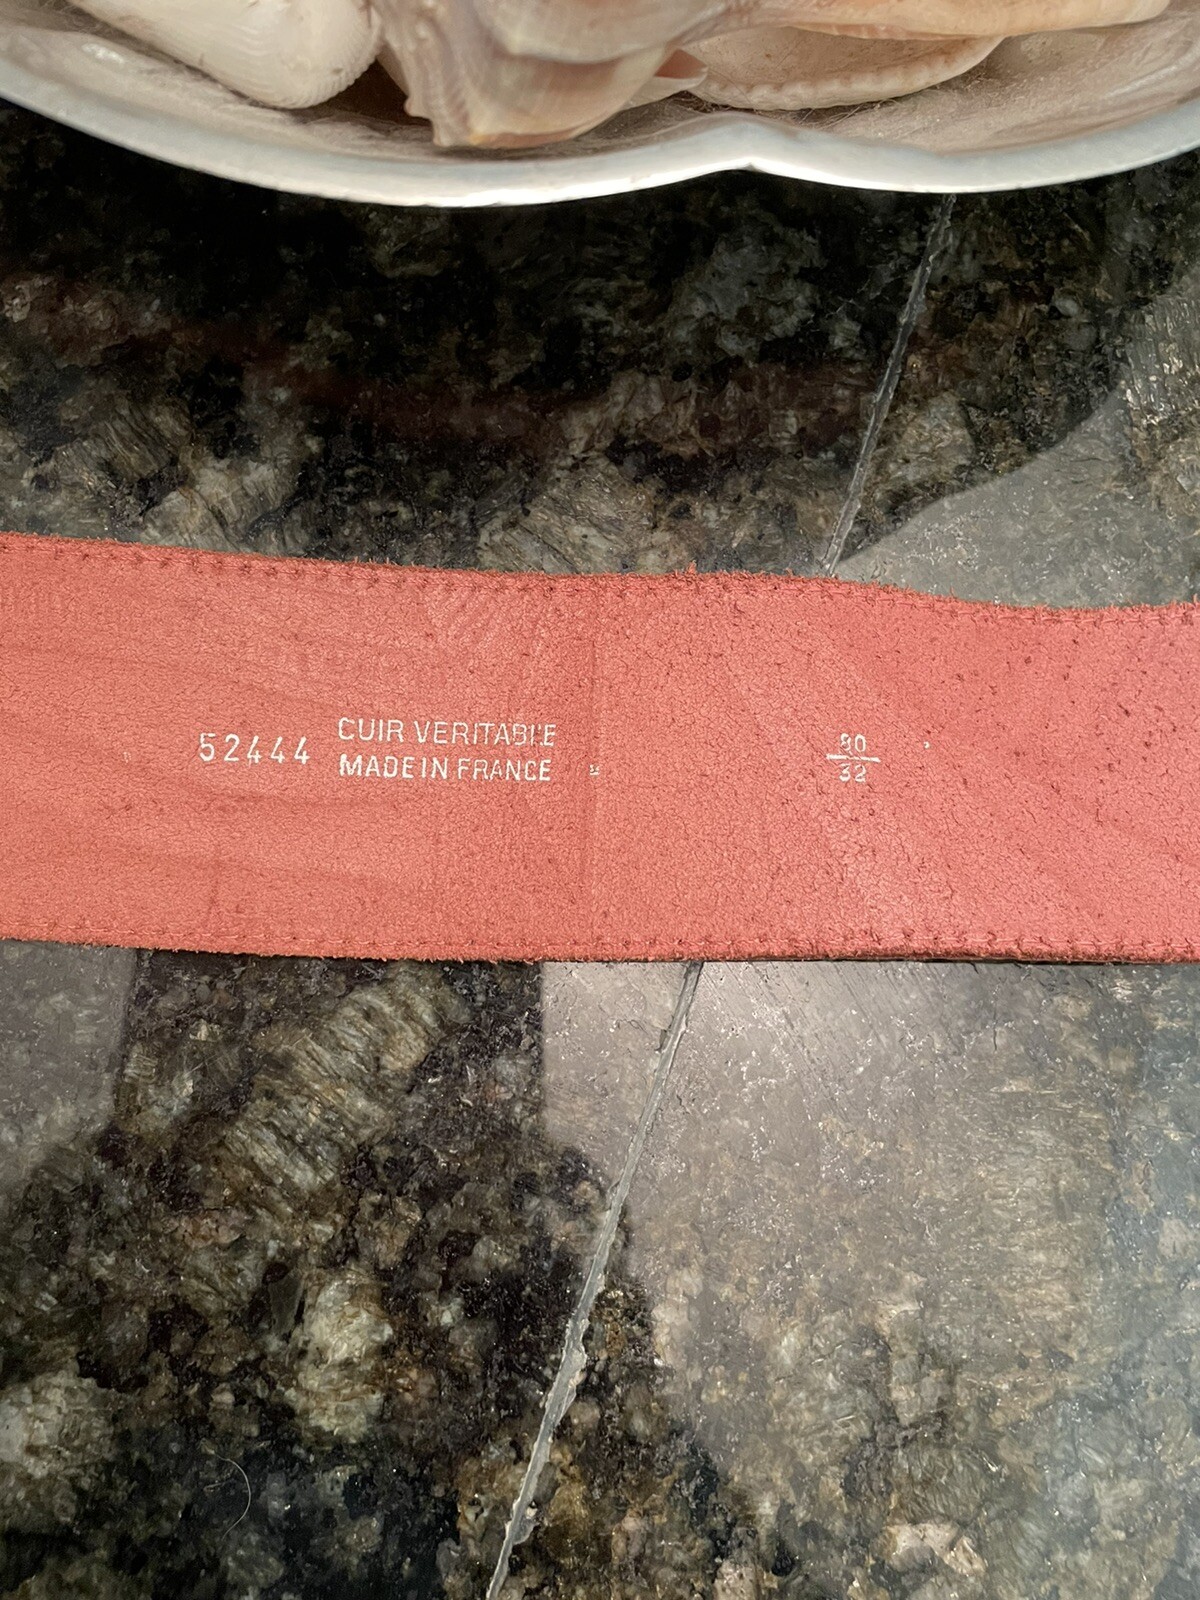 52444
CUIR VERITABLE
MADE IN FRANCE
80
32